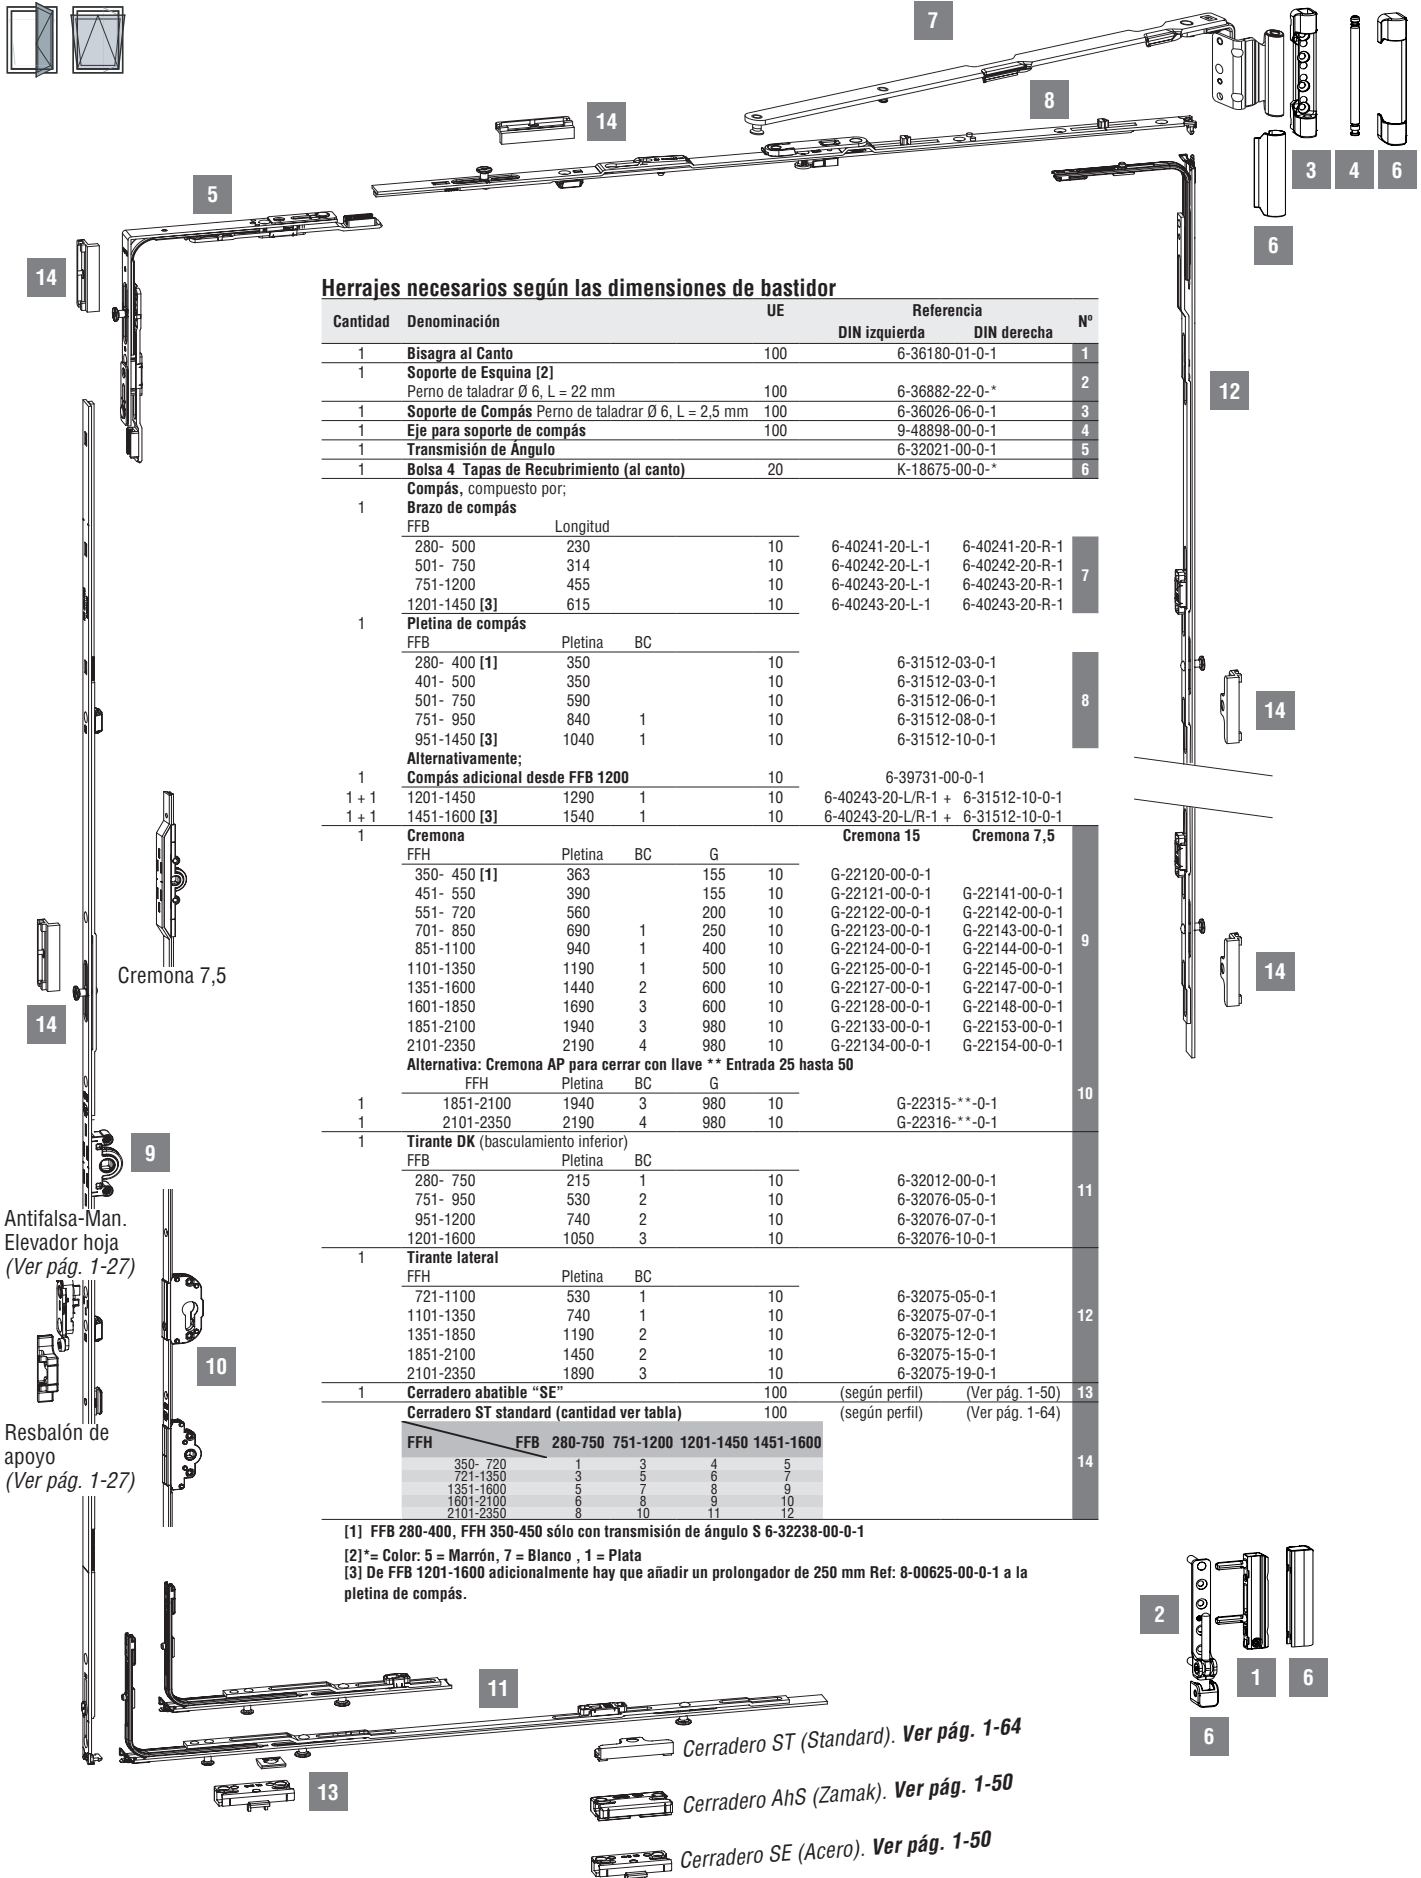 7
8
14
3 4 6
6
5
14
Herrajes necesarios según las dimensiones de bastidor
Cantidad Denominación UE Referencia Nº
DIN izquierda DIN derecha
1 Bisagra al Canto 100 6-36180-01-0-1 1
1 Soporte de Esquina [2] 2
Perno de taladrar Ø 6, L = 22 mm 100 6-36882-22-0-*
1 Soporte de Compás Perno de taladrar Ø 6, L = 2,5 mm 100 6-36026-06-0-1 3
1 Eje para soporte de compás 100 9-48898-00-0-1 4
1 Transmisión de Ángulo 6-32021-00-0-1 5
1 Bolsa 4 Tapas de Recubrimiento (al canto) 20 K-18675-00-0-* 6
Compás, compuesto por;
1 Brazo de compás
FFB Longitud
280- 500 230 10 6-40241-20-L-1 6-40241-20-R-1
501- 750 314 10 6-40242-20-L-1 6-40242-20-R-1
7
751-1200 455 10 6-40243-20-L-1 6-40243-20-R-1
1201-1450 [3] 615 10 6-40243-20-L-1 6-40243-20-R-1
1 Pletina de compás
FFB Pletina BC
280- 400 [1] 350 10 6-31512-03-0-1
401- 500 350 10 6-31512-03-0-1
501- 750 590 10 6-31512-06-0-1 8
751- 950 840 1 10 6-31512-08-0-1
951-1450 [3] 1040 1 10 6-31512-10-0-1
Alternativamente;
1 Compás adicional desde FFB 1200 10 6-39731-00-0-1
1 + 1 1201-1450 1290 1 10 6-40243-20-L/R-1 + 6-31512-10-0-1
1 + 1 1451-1600 [3] 1540 1 10 6-40243-20-L/R-1 + 6-31512-10-0-1
1 Cremona Cremona 15 Cremona 7,5
FFH Pletina BC G
350- 450 [1] 363 155 10 G-22120-00-0-1
451- 550 390 155 10 G-22121-00-0-1 G-22141-00-0-1
551- 720 560 200 10 G-22122-00-0-1 G-22142-00-0-1
701- 850 690 1 250 10 G-22123-00-0-1 G-22143-00-0-1
9
851-1100 940 1 400 10 G-22124-00-0-1 G-22144-00-0-1
1101-1350 1190 1 500 10 G-22125-00-0-1 G-22145-00-0-1
1351-1600 1440 2 600 10 G-22127-00-0-1 G-22147-00-0-1
1601-1850 1690 3 600 10 G-22128-00-0-1 G-22148-00-0-1
1851-2100 1940 3 980 10 G-22133-00-0-1 G-22153-00-0-1
2101-2350 2190 4 980 10 G-22134-00-0-1 G-22154-00-0-1
Alternativa: Cremona AP para cerrar con llave ** Entrada 25 hasta 50
FFH Pletina BC G
10
1 1851-2100 1940 3 980 10 G-22315-**-0-1
1 2101-2350 2190 4 980 10 G-22316-**-0-1
1 Tirante DK (basculamiento inferior)
FFB Pletina BC
280- 750 215 1 10 6-32012-00-0-1
11
751- 950 530 2 10 6-32076-05-0-1
951-1200 740 2 10 6-32076-07-0-1
1201-1600 1050 3 10 6-32076-10-0-1
1 Tirante lateral
FFH Pletina BC
721-1100 530 1 10 6-32075-05-0-1
1101-1350 740 1 10 6-32075-07-0-1 12
1351-1850 1190 2 10 6-32075-12-0-1
1851-2100 1450 2 10 6-32075-15-0-1
2101-2350 1890 3 10 6-32075-19-0-1
1 Cerradero abatible “SE” 100 (según perfil) (Ver pág. 1-50) 13
Cerradero ST standard (cantidad ver tabla) 100 (según perfil) (Ver pág. 1-64)
FFH FFB 280-750 751-1200 1201-1450 1451-1600
14
350- 720 1 3 4 5
721-1350 3 5 6 7
1351-1600 5 7 8 9
1601-2100 6 8 9 10
2101-2350 8 10 11 12
[1] FFB 280-400, FFH 350-450 sólo con transmisión de ángulo S 6-32238-00-0-1
[2]*= Color: 5 = Marrón, 7 = Blanco , 1 = Plata
[3] De FFB 1201-1600 adicionalmente hay que añadir un prolongador de 250 mm Ref: 8-00625-00-0-1 a la
pletina de compás.
12
14
14
Cremona 7,5
14
9
Antifalsa-Man.
Elevador hoja
(Ver pág. 1-27)
10
Resbalón de
apoyo
(Ver pág. 1-27)
2
1 6
6
11
13
Cerradero ST (Standard). Ver pág. 1-64
Cerradero AhS (Zamak). Ver pág. 1-50
Cerradero SE (Acero). Ver pág. 1-50